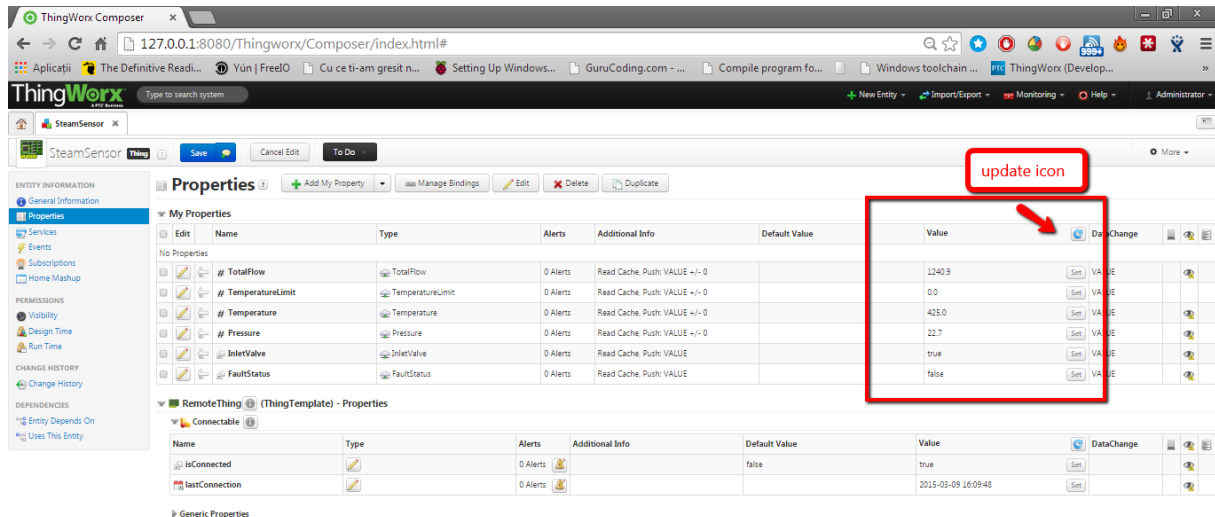 ThingWorx Composer
127.0.0.1:8080/Thingworx/Composer/index.html#
999+
Aplicații The Definitive Readi... Yún | FreeIO Cu ce ti-am gresit n... Setting Up Windows... GuruCoding.com - ... Compile program fo... Windows toolchain ... PTC ThingWorx (Develop... »
ThingWorx A PTC Business Type to search system New Entity Import/Export Monitoring Help Administrator
SteamSensor
SteamSensor Thing Save Cancel Edit To Do More
update icon
ENTITY INFORMATION
General Information
Properties
Services
Events
Subscriptions
Home Mashup
PERMISSIONS
Visibility
Design Time
Run Time
CHANGE HISTORY
Change History
DEPENDENCIES
Entity Depends On
Uses This Entity
Properties Add My Property Manage Bindings Edit Delete Duplicate
My Properties
Edit Name Type Alerts Additional Info Default Value Value DataChange
No Properties
# TotalFlow TotalFlow 0 Alerts Read Cache, Push: VALUE +/- 0 1240.9 Set VALUE
# TemperatureLimit TemperatureLimit 0 Alerts Read Cache, Push: VALUE +/- 0 0.0 Set VALUE
# Temperature Temperature 0 Alerts Read Cache, Push: VALUE +/- 0 425.0 Set VALUE
# Pressure Pressure 0 Alerts Read Cache, Push: VALUE +/- 0 22.7 Set VALUE
InletValve InletValve 0 Alerts Read Cache, Push: VALUE true Set VALUE
FaultStatus FaultStatus 0 Alerts Read Cache, Push: VALUE false Set VALUE
RemoteThing (ThingTemplate) - Properties
Connectable
Name Type Alerts Additional Info Default Value Value DataChange
isConnected 0 Alerts false true Set
lastConnection 0 Alerts 2015-03-09 16:09:48 Set
Generic Properties